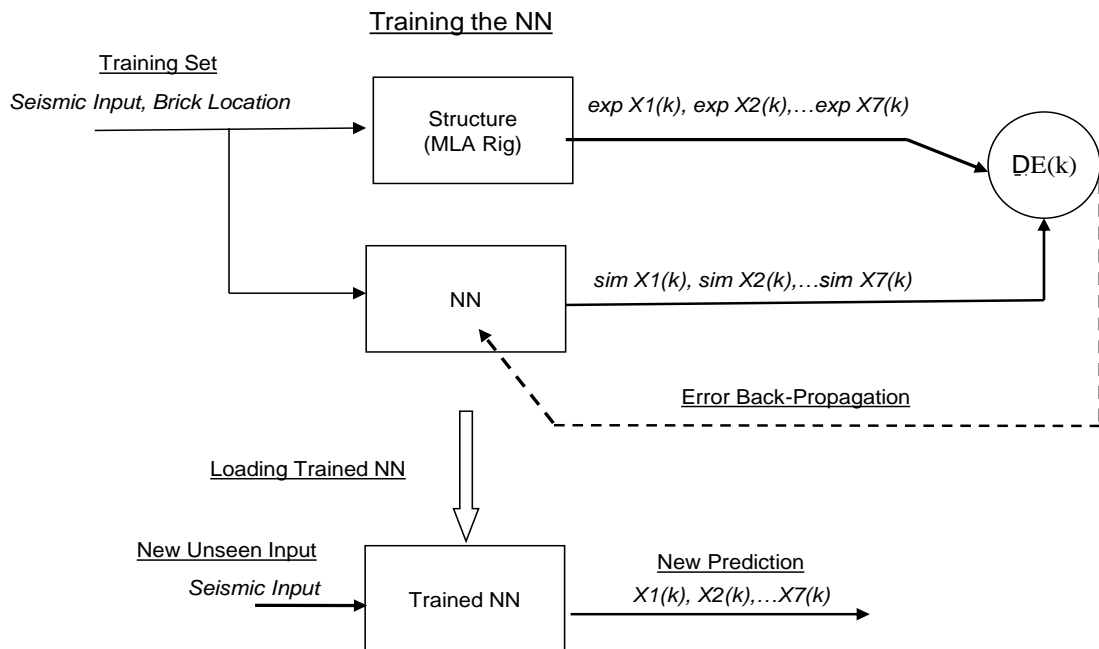 Training the NN
Training Set
Seismic Input, Brick Location
Structure
(MLA Rig)
exp X1(k), exp X2(k),…exp X7(k)
DE(k)
NN
sim X1(k), sim X2(k),…sim X7(k)
Error Back-Propagation
Loading Trained NN
New Unseen Input
Seismic Input
Trained NN
New Prediction
X1(k), X2(k),…X7(k)